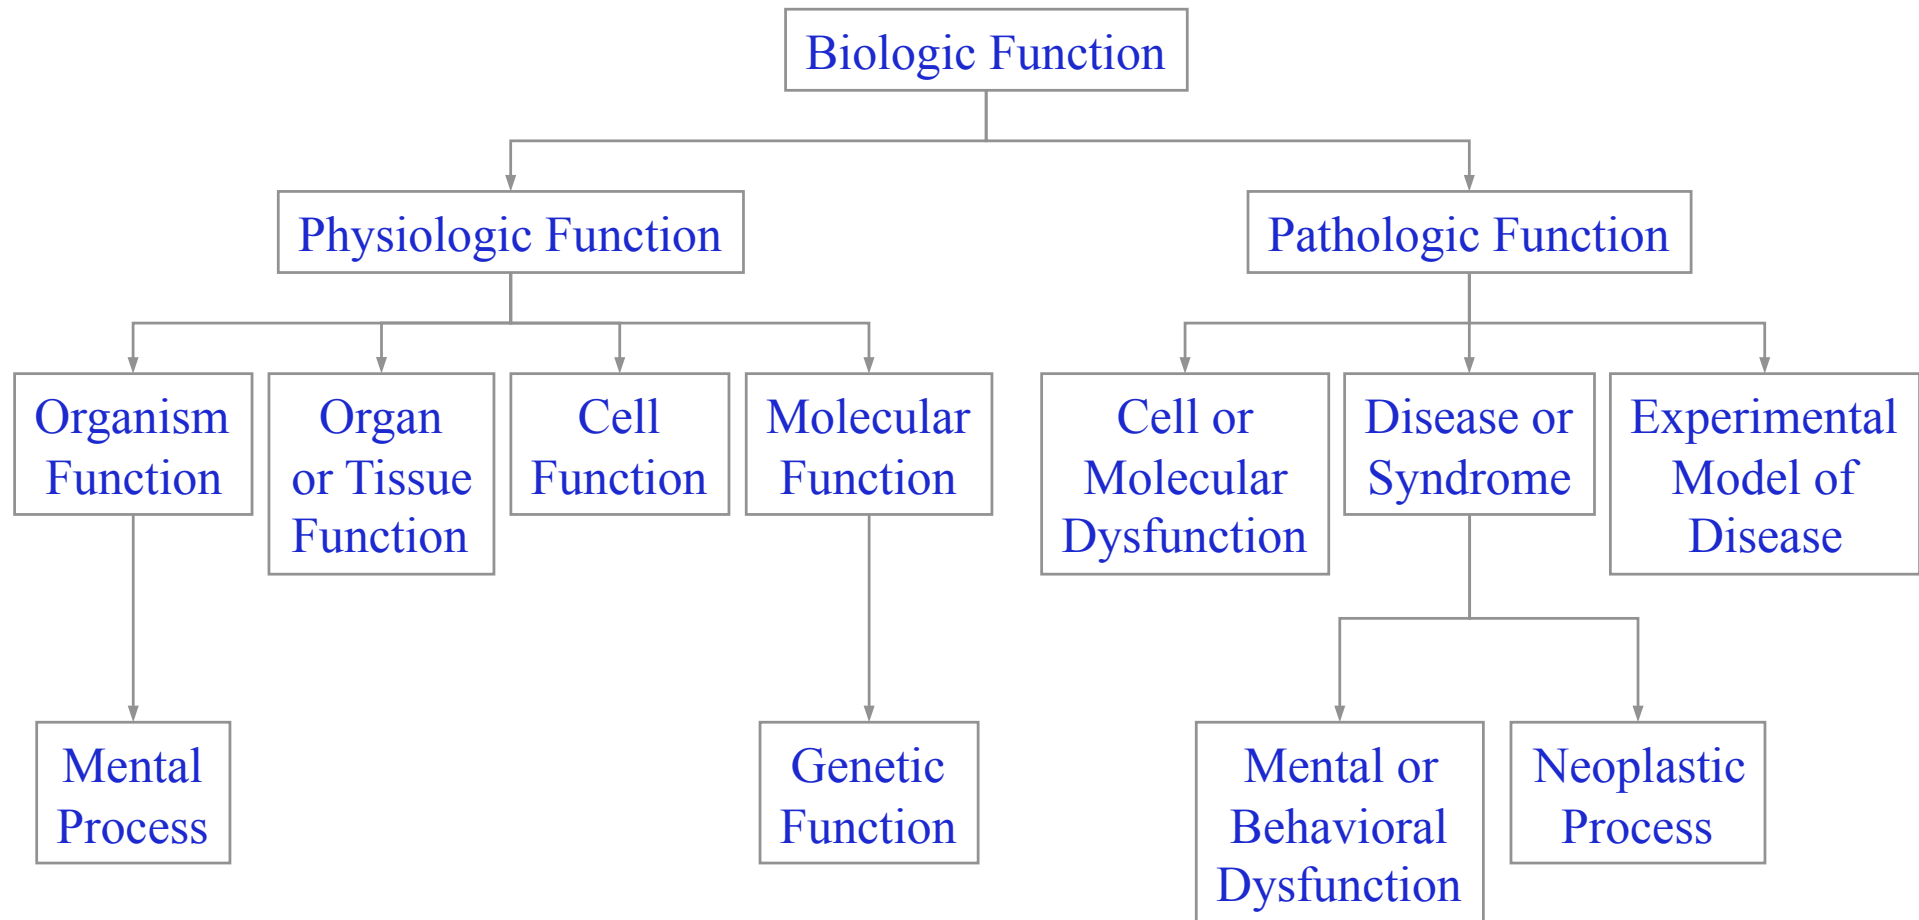 Biologic Function
Physiologic Function
Pathologic Function
Organism
Function
Organ
or Tissue
Function
Cell
Function
Molecular
Function
Cell or
Molecular
Dysfunction
Disease or
Syndrome
Experimental
Model of
Disease
Mental
Process
Genetic
Function
Mental or
Behavioral
Dysfunction
Neoplastic
Process